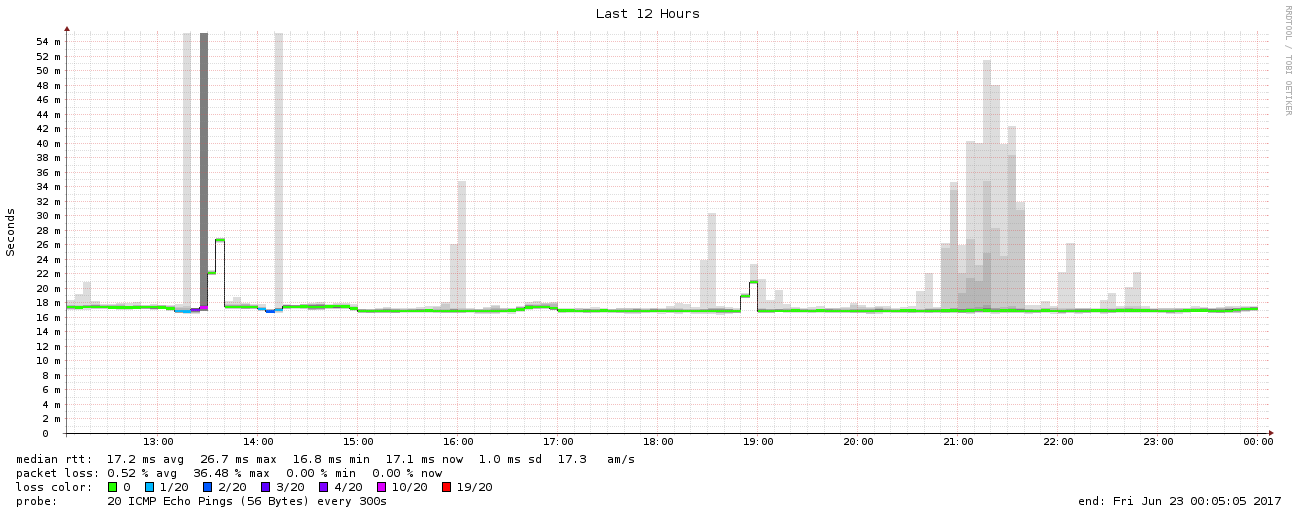 Last 12 Hours
RRDTOOL / TOBI OETIKER
Seconds
54 m
52 m
50 m
48 m
46 m
44 m
42 m
40 m
38 m
36 m
34 m
32 m
30 m
28 m
26 m
24 m
22 m
20 m
18 m
16 m
14 m
12 m
10 m
8 m
6 m
4 m
2 m
0
13:00 14:00 15:00 16:00 17:00 18:00 19:00 20:00 21:00 22:00 23:00 00:00
median rtt: 17.2 ms avg 26.7 ms max 16.8 ms min 17.1 ms now 1.0 ms sd 17.3 am/s
packet loss: 0.52 % avg 36.48 % max 0.00 % min 0.00 % now
loss color: 0 1/20 2/20 3/20 4/20 10/20 19/20
probe: 20 ICMP Echo Pings (56 Bytes) every 300s end: Fri Jun 23 00:05:05 2017